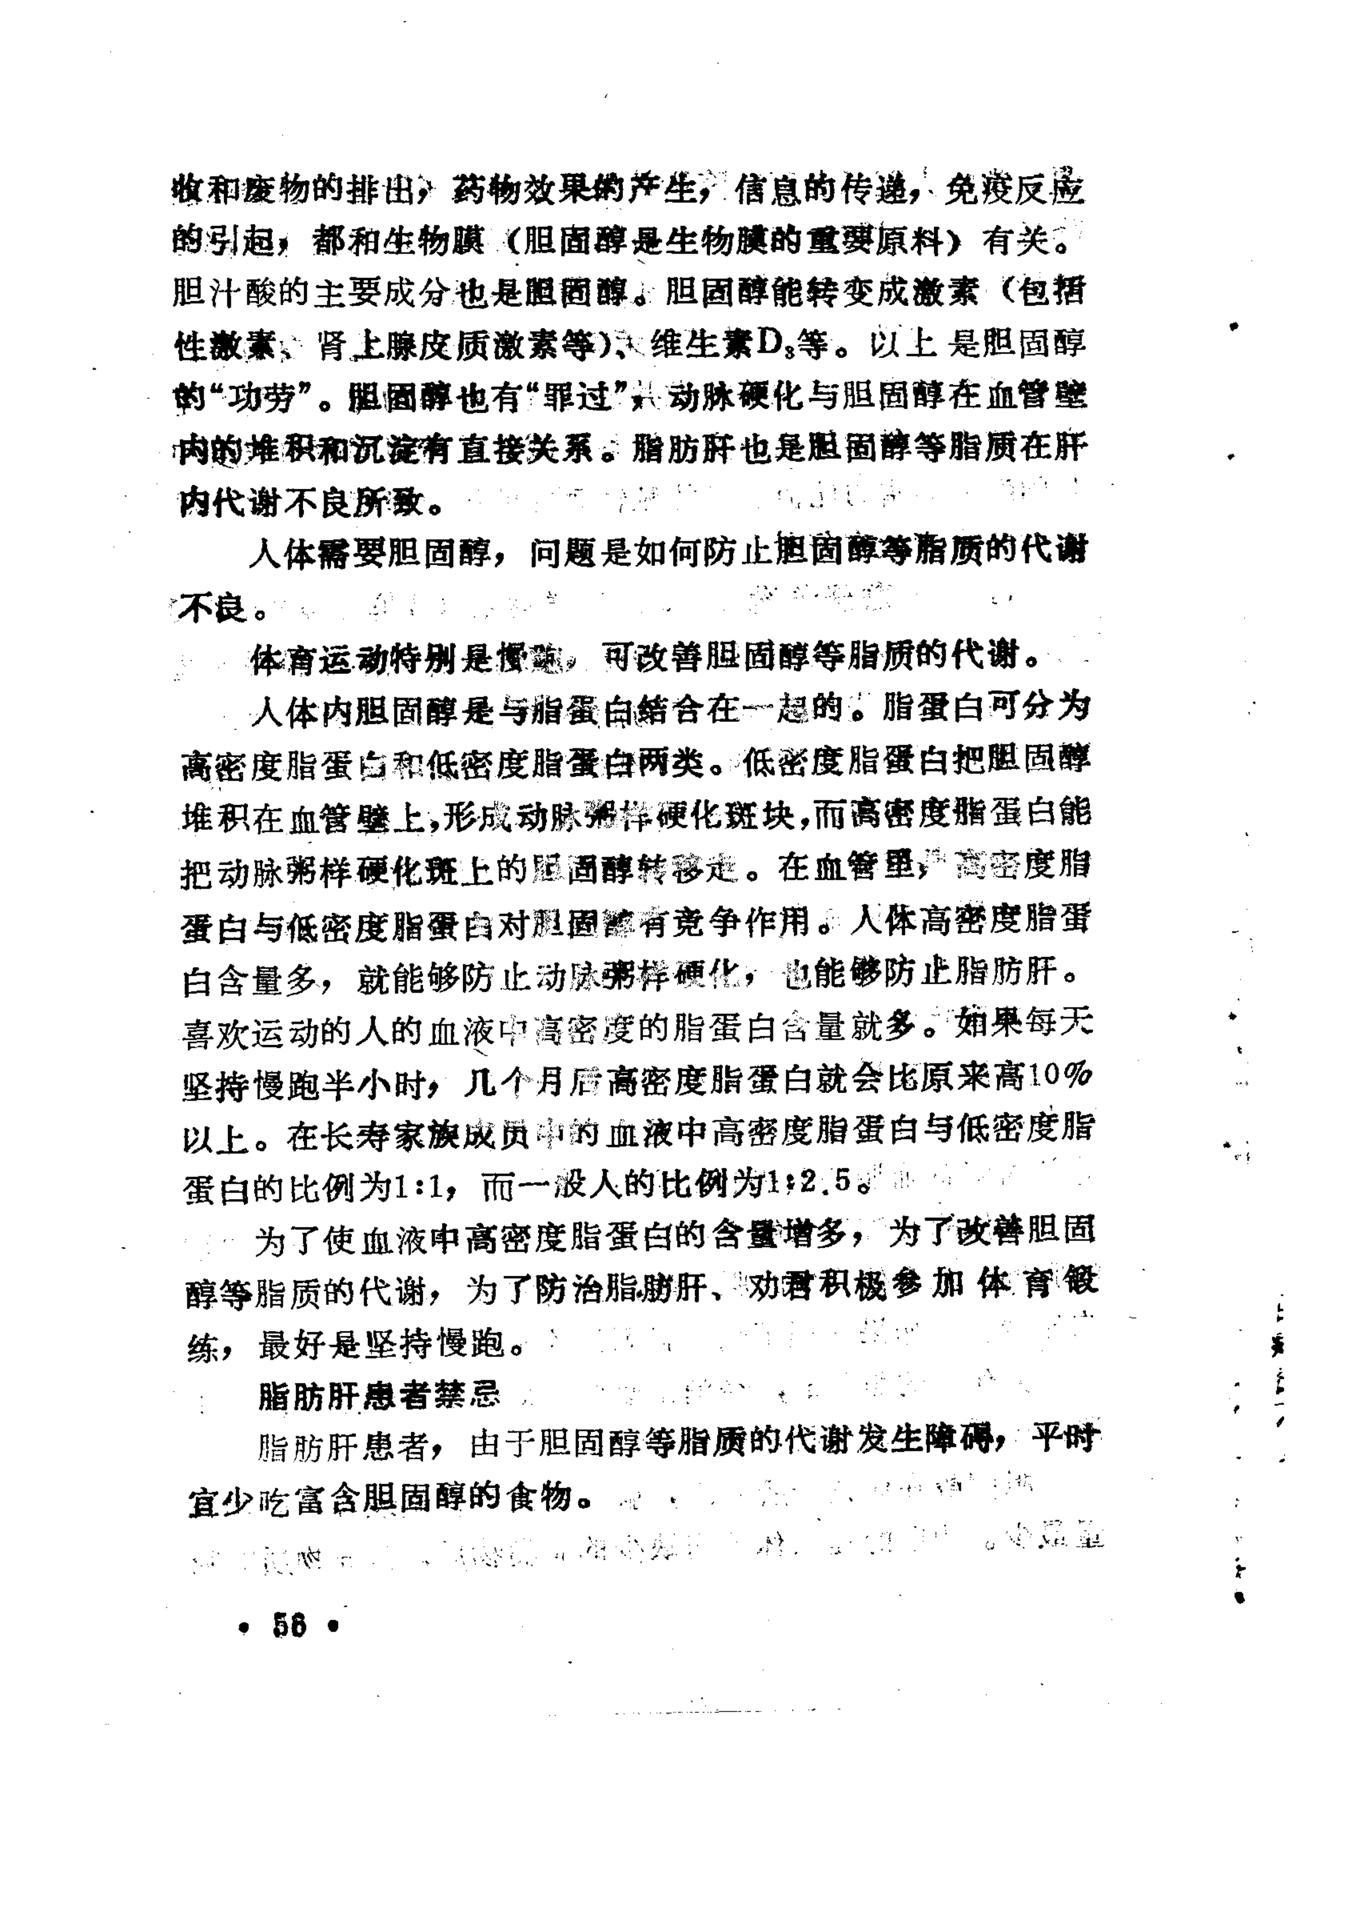 收和废物的排出，药物效果的产生，信息的传递、免疫反应
的引起，都和生物膜（胆固醇是生物膜的重要原料）有关。
胆汁酸的主要成分也是胆固醇。胆固醇能转变成激素（包括
性激素、肾上腺皮质激素等）、维生素D₃等。以上是胆固醇
的“功劳”。胆固醇也有“罪过”，动脉硬化与胆固醇在血管壁
内的堆积和沉淀有直接关系。脂肪肝也是胆固醇等脂质在肝
内代谢不良所致。
人体需要胆固醇，问题是如何防止胆固醇等脂质的代谢
不良。
体育运动特别是慢跑，可改善胆固醇等脂质的代谢。
人体内胆固醇是与脂蛋白结合在一起的。脂蛋白可分为
高密度脂蛋白和低密度脂蛋白两类。低密度脂蛋白把胆固醇
堆积在血管壁上，形成动脉粥样硬化斑块，而高密度脂蛋白能
把动脉粥样硬化斑上的胆固醇转移走。在血管里，高密度脂
蛋白与低密度脂蛋白对胆固醇有竞争作用。人体高密度脂蛋
白含量多，就能够防止动脉粥样硬化，也能够防止脂肪肝。
喜欢运动的人的血液中高密度的脂蛋白含量就多。如果每天
坚持慢跑半小时，几个月后高密度脂蛋白就会比原来高10%
以上。在长寿家族成员中的血液中高密度脂蛋白与低密度脂
蛋白的比例为1:1，而一般人的比例为1:2.5。
为了使血液中高密度脂蛋白的含量增多，为了改善胆固
醇等脂质的代谢，为了防治脂肪肝、劝君积极参加体育锻
练，最好是坚持慢跑。
脂肪肝患者禁忌
脂肪肝患者，由于胆固醇等脂质的代谢发生障碍，平时
宜少吃富含胆固醇的食物。
• 56 •